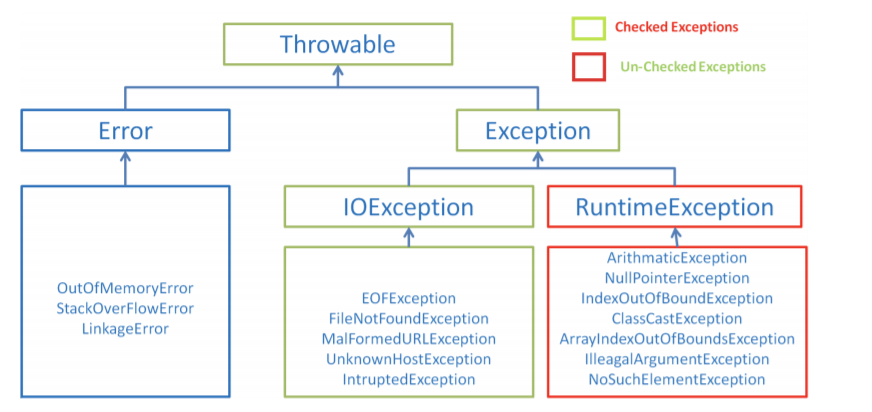 Throwable
Checked Exceptions
Un-Checked Exceptions
Error
Exception
IOException
RuntimeException
OutOfMemoryError
StackOverFlowError
LinkageError
EOFException
FileNotFoundException
MalFormedURLException
UnknownHostException
IntruptedException
ArithmaticException
NullPointerException
IndexOutOfBoundException
ClassCastException
ArrayIndexOutOfBoundsException
IlleagalArgumentException
NoSuchElementException